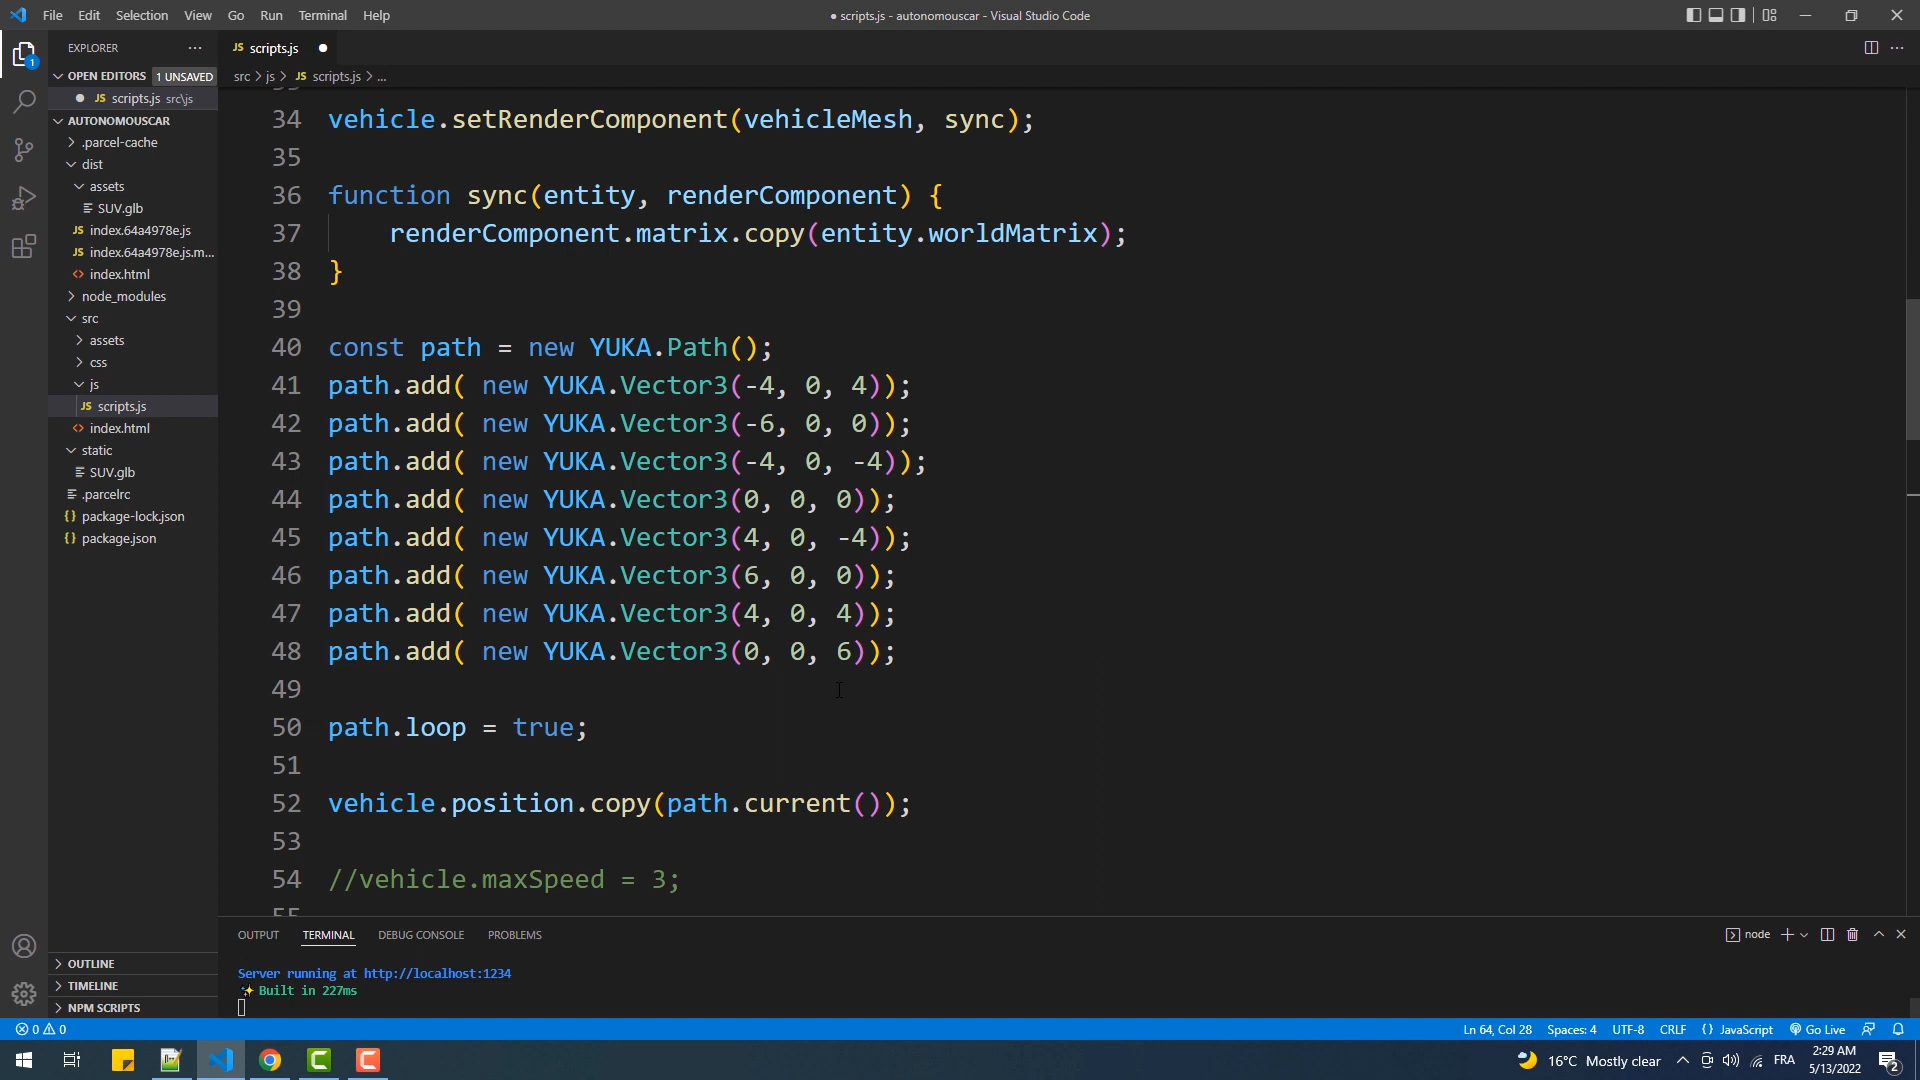 File Edit Selection View Go Run Terminal Help
● scripts.js - autonomouscar - Visual Studio Code
EXPLORER
JS scripts.js
1
OPEN EDITORS 1 UNSAVED
src > js > JS scripts.js > ...
JS scripts.js src\js
AUTONOMOUSCAR
.parcel-cache
dist
assets
SUV.glb
JS index.64a4978e.js
JS index.64a4978e.js.m...
<> index.html
node_modules
src
assets
css
js
JS scripts.js
<> index.html
static
SUV.glb
.parcelrc
{} package-lock.json
{} package.json
OUTLINE
TIMELINE
NPM SCRIPTS
34 vehicle.setRenderComponent(vehicleMesh, sync);
35
36 function sync(entity, renderComponent) {
37     renderComponent.matrix.copy(entity.worldMatrix);
38 }
39
40 const path = new YUKA.Path();
41 path.add( new YUKA.Vector3(-4, 0, 4));
42 path.add( new YUKA.Vector3(-6, 0, 0));
43 path.add( new YUKA.Vector3(-4, 0, -4));
44 path.add( new YUKA.Vector3(0, 0, 0));
45 path.add( new YUKA.Vector3(4, 0, -4));
46 path.add( new YUKA.Vector3(6, 0, 0));
47 path.add( new YUKA.Vector3(4, 0, 4));
48 path.add( new YUKA.Vector3(0, 0, 6));
49
50 path.loop = true;
51
52 vehicle.position.copy(path.current());
53
54 //vehicle.maxSpeed = 3;
55
OUTPUT TERMINAL DEBUG CONSOLE PROBLEMS
node
Server running at http://localhost:1234
✨ Built in 227ms
0 0
Ln 64, Col 28 Spaces: 4 UTF-8 CRLF {} JavaScript Go Live
16°C Mostly clear
FRA
2:29 AM
5/13/2022
2